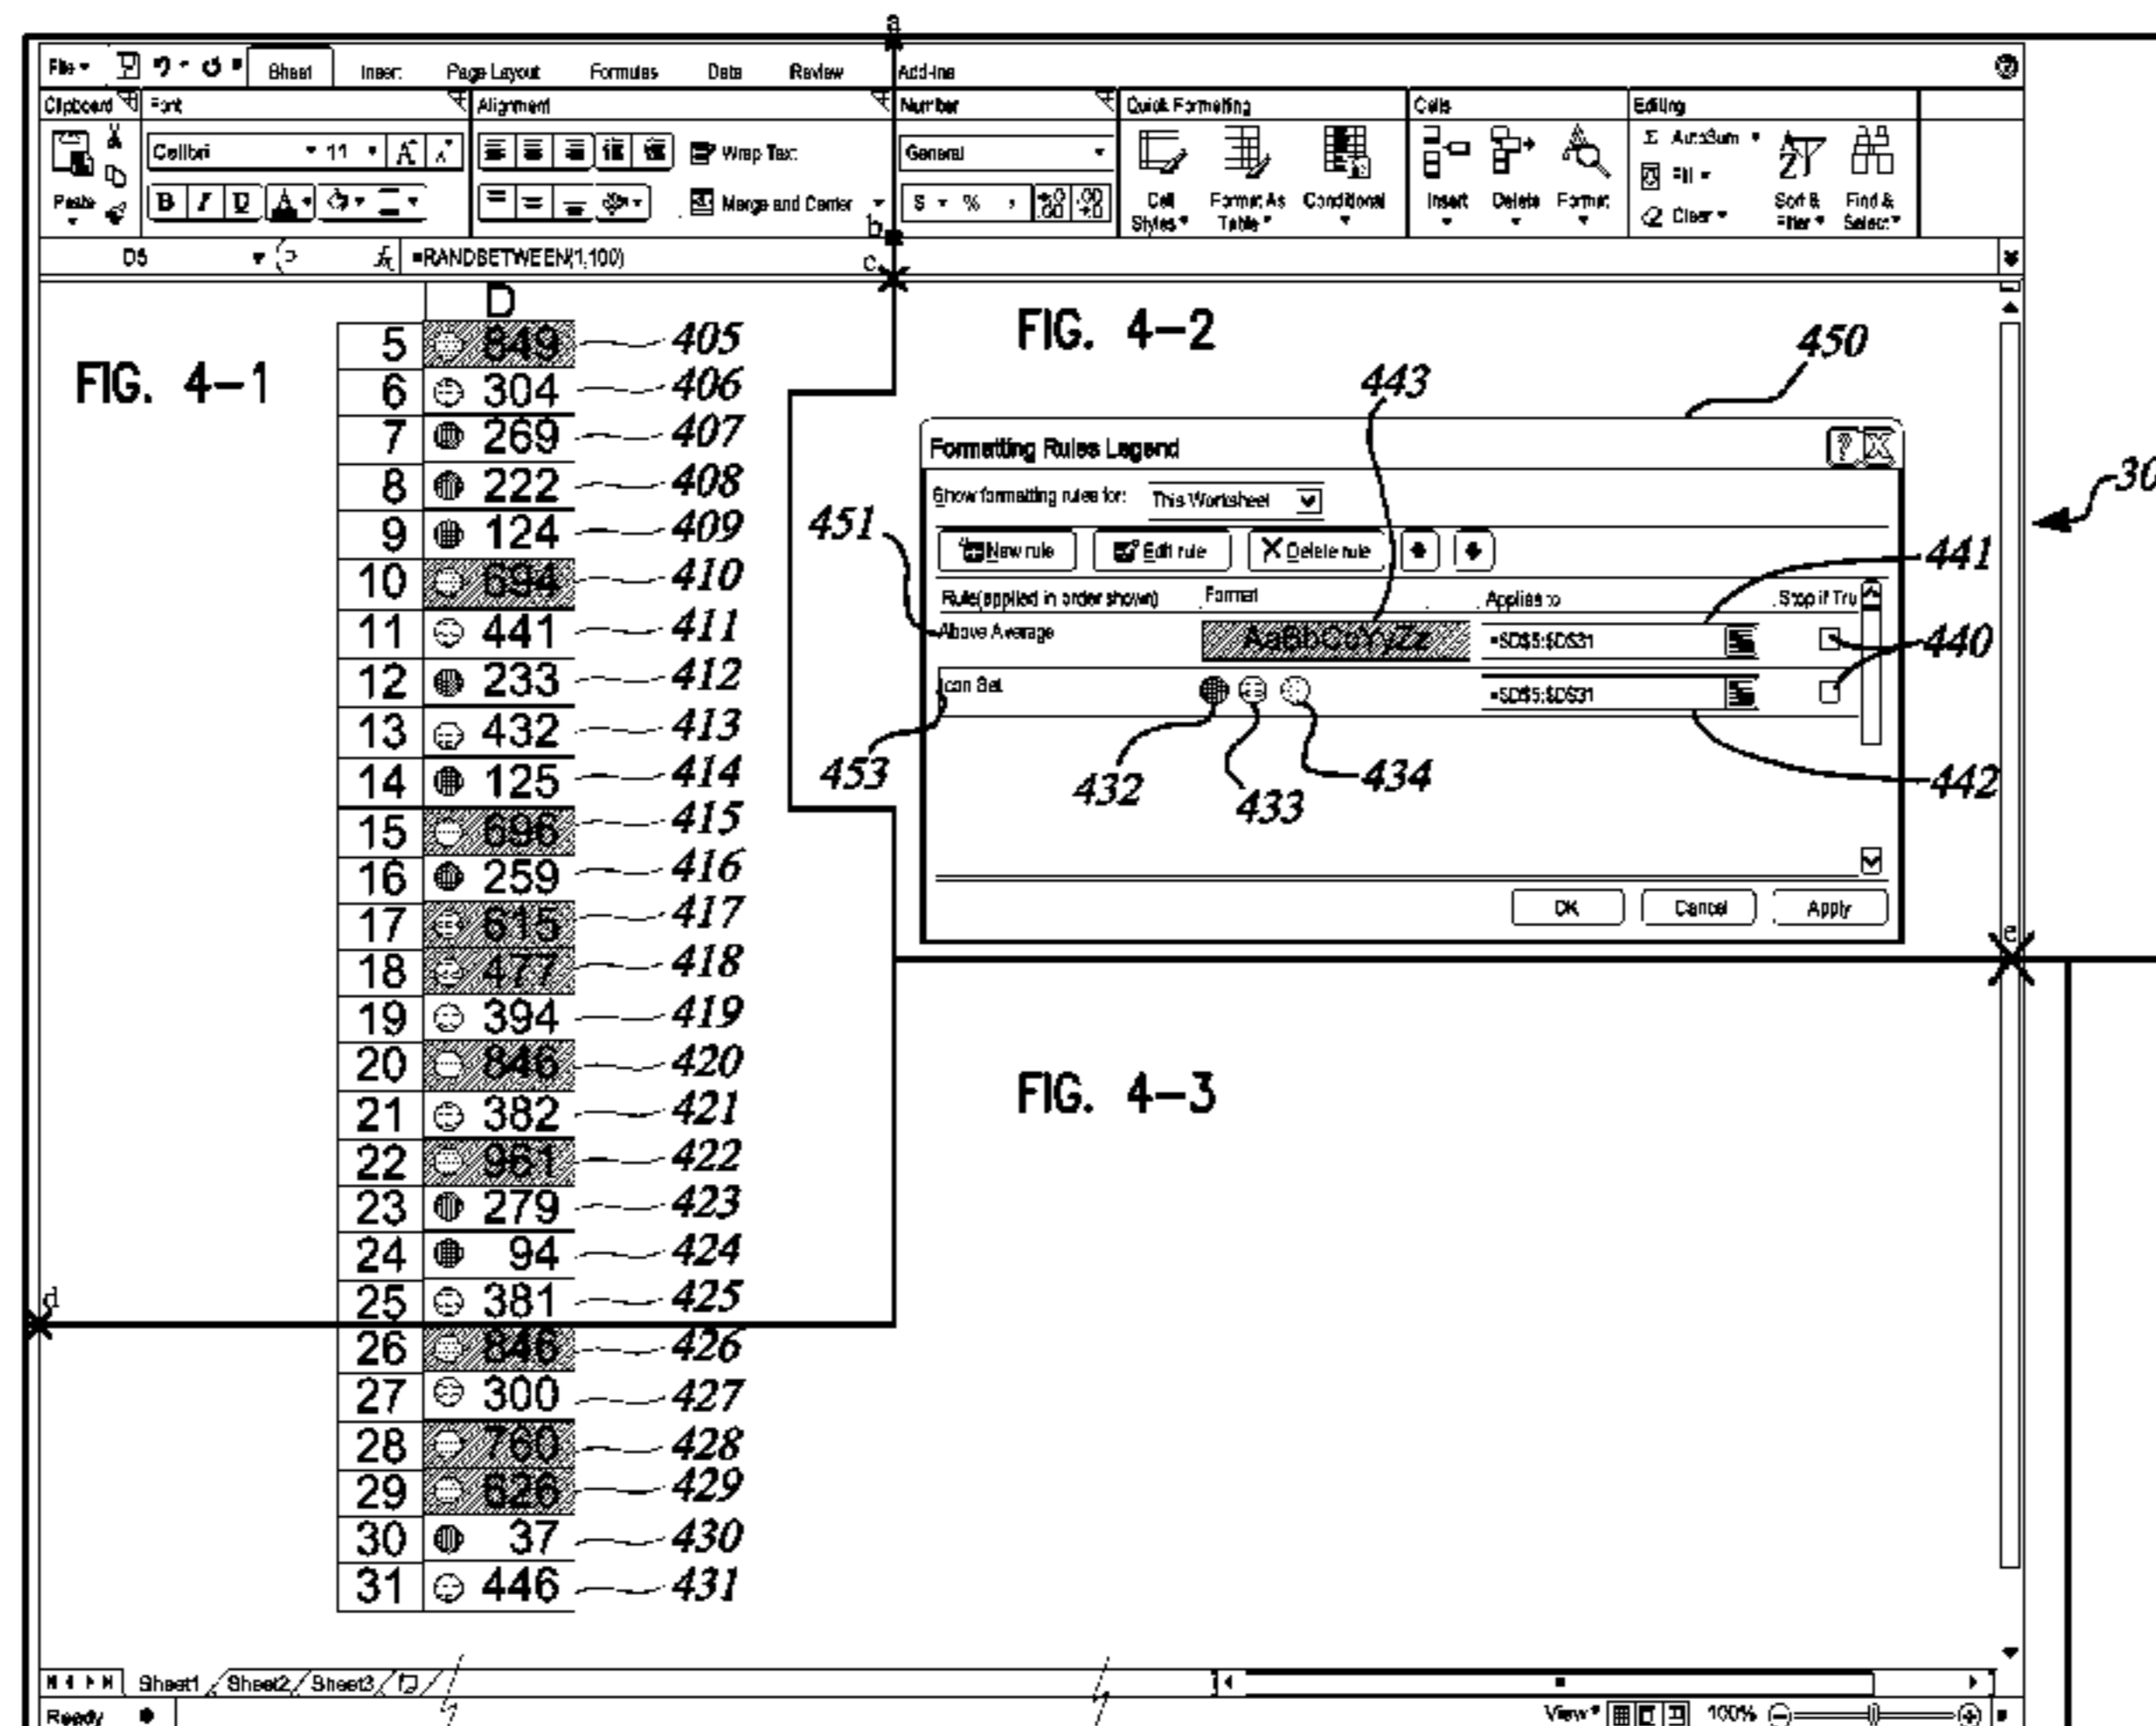 a
File Sheet Insert Page Layout Formulas Data Review Add-Ins
Clipboard Font Alignment Number Quick Formatting Cells Editing
Calibri 11 Wrap Text General Σ AutoSum
Paste B I U A Merge and Center $ % , Cell Styles Format As Table Conditional Insert Delete Format Fill Clear Sort & Filter Find & Select
b
D5 fx =RANDBETWEEN(1,100) c
D
FIG. 4-1
FIG. 4-2
5 849 405
6 304 406
7 269 407
8 222 408
9 124 409
10 694 410
11 441 411
12 233 412
13 432 413
14 125 414
15 696 415
16 259 416
17 615 417
18 477 418
19 394 419
20 846 420
21 382 421
22 961 422
23 279 423
24 94 424
25 381 425
d
26 846 426
27 300 427
28 760 428
29 626 429
30 37 430
31 446 431
450
443
Formatting Rules Legend ? X
30
Show formatting rules for: This Worksheet
451
New rule Edit rule Delete rule
441
Rule(applied in order shown) Format Applies to Stop if Tru
Above Average AaBbCcYyZz =$D$5:$D$31
440
Icon Set =$D$5:$D$31
453 432 433 434 442
OK Cancel Apply
e
FIG. 4-3
Sheet1 Sheet2 Sheet3
Ready View 100%